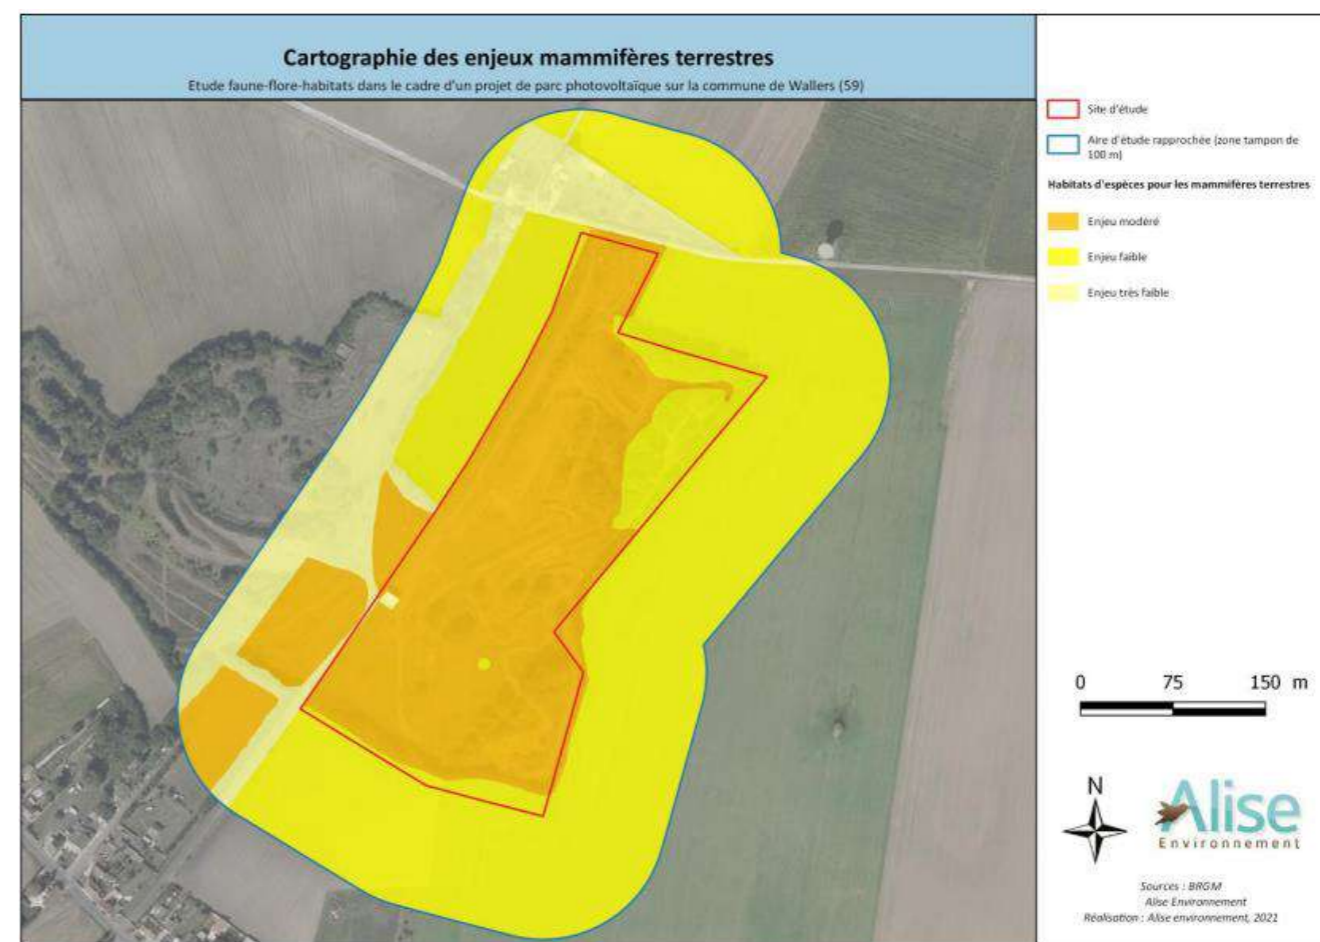 Cartographie des enjeux mammifères terrestres
Etude faune-flore-habitats dans le cadre d'un projet de parc photovoltaïque sur la commune de Wallers (59)
Site d'étude
Aire d'étude rapprochée (zone tampon de
100 m)
Habitats d'espèces pour les mammifères terrestres
Enjeu modéré
Enjeu faible
Enjeu très faible
0 75 150 m
N
Alise
Environnement
Sources : BRGM
Alise Environnement
Réalisation : Alise environnement, 2021